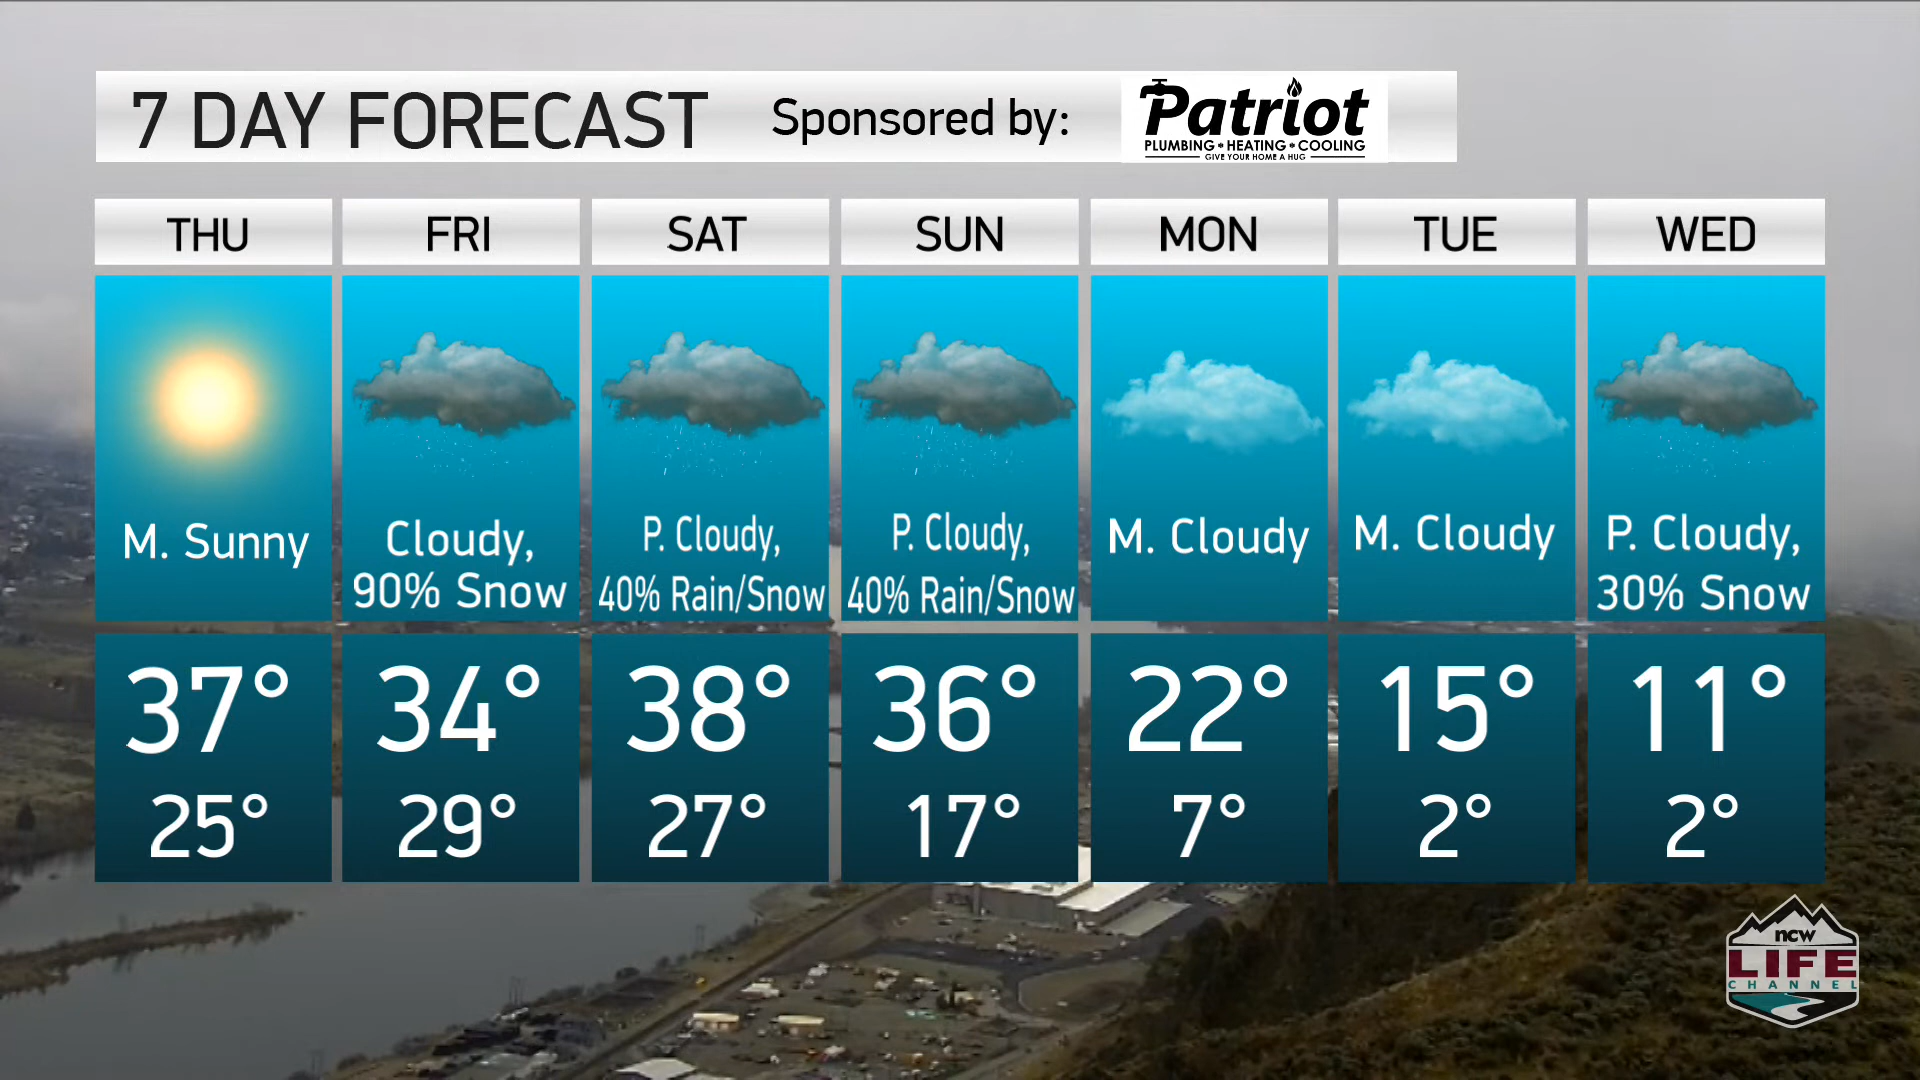 7 DAY FORECAST Sponsored by: Patriot
PLUMBING • HEATING • COOLING
GIVE YOUR HOME A HUG
THU FRI SAT SUN MON TUE WED
M. Sunny
Cloudy,
90% Snow
P. Cloudy,
40% Rain/Snow
P. Cloudy,
40% Rain/Snow
M. Cloudy
M. Cloudy
P. Cloudy,
30% Snow
37° 34° 38° 36° 22° 15° 11°
25° 29° 27° 17° 7° 2° 2°
ncw
LIFE
CHANNEL